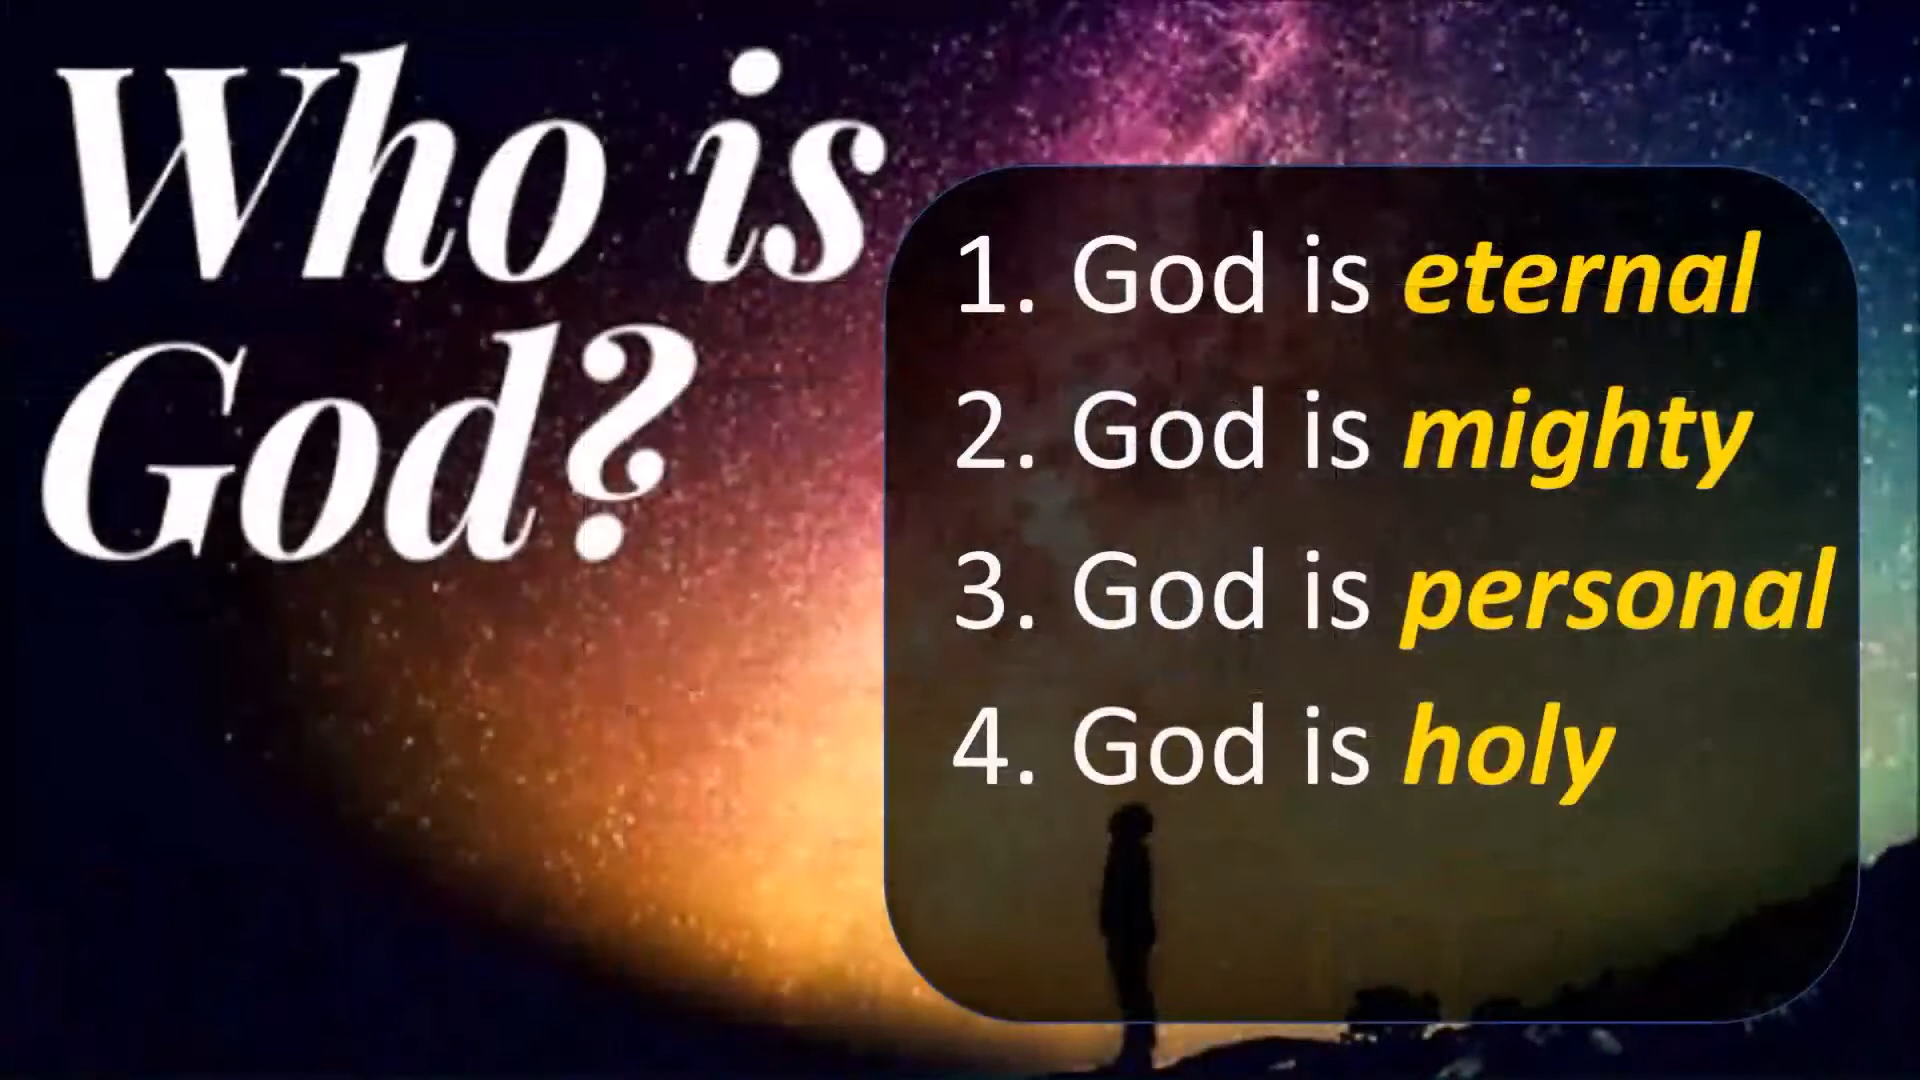 Who is
God?
1. God is eternal
2. God is mighty
3. God is personal
4. God is holy